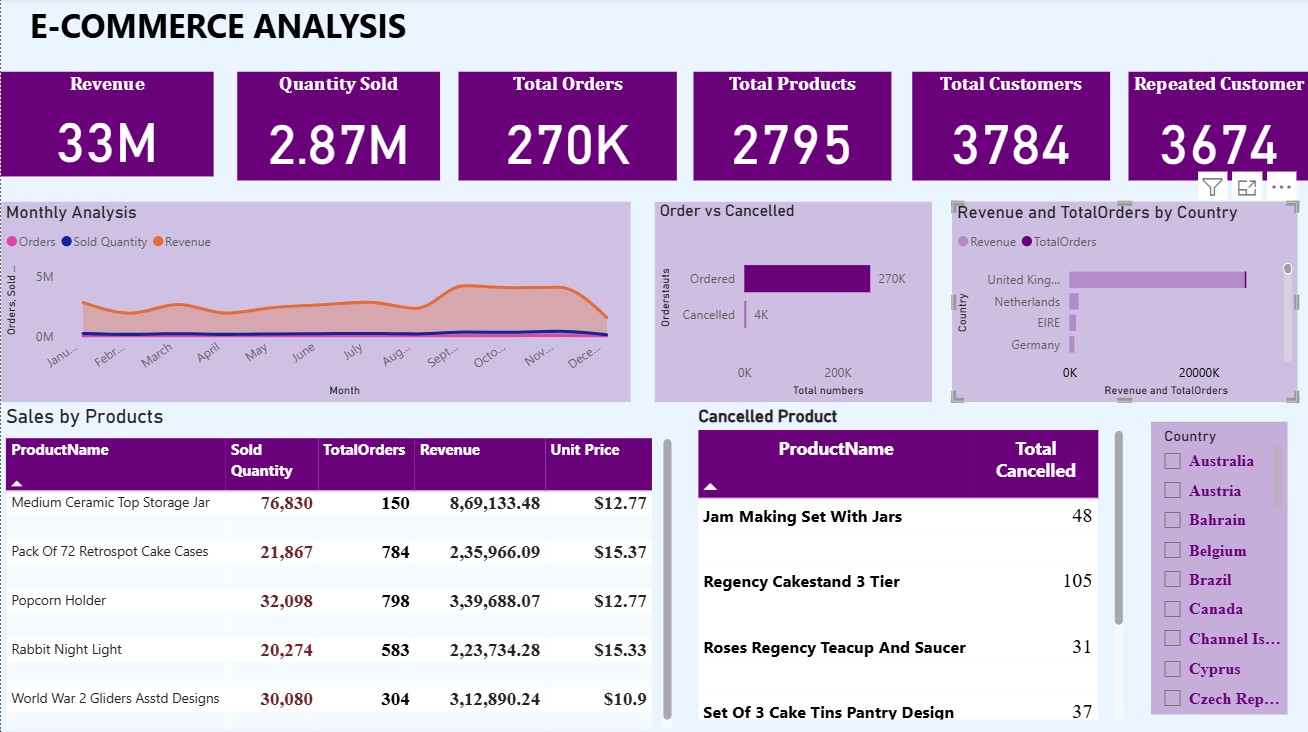 E-COMMERCE ANALYSIS
Revenue
33M
Quantity Sold
2.87M
Total Orders
270K
Total Products
2795
Total Customers
3784
Repeated Customer
3674
Monthly Analysis
Orders Sold Quantity Revenue
Orders, Sold ...
5M
0M
Janu... Febr... March April May June July Aug... Sept... Octo... Nov... Dece...
Month
Order vs Cancelled
Orderstauts
Ordered 270K
Cancelled 4K
0K 200K
Total numbers
Revenue and TotalOrders by Country
Revenue TotalOrders
Country
United King...
Netherlands
EIRE
Germany
0K 20000K
Revenue and TotalOrders
Sales by Products
ProductName Sold Quantity TotalOrders Revenue Unit Price
Medium Ceramic Top Storage Jar 76,830 150 8,69,133.48 $12.77
Pack Of 72 Retrospot Cake Cases 21,867 784 2,35,966.09 $15.37
Popcorn Holder 32,098 798 3,39,688.07 $12.77
Rabbit Night Light 20,274 583 2,23,734.28 $15.33
World War 2 Gliders Asstd Designs 30,080 304 3,12,890.24 $10.9
Cancelled Product
ProductName Total Cancelled
Jam Making Set With Jars 48
Regency Cakestand 3 Tier 105
Roses Regency Teacup And Saucer 31
Set Of 3 Cake Tins Pantry Design 37
Country
Australia
Austria
Bahrain
Belgium
Brazil
Canada
Channel Is...
Cyprus
Czech Rep...